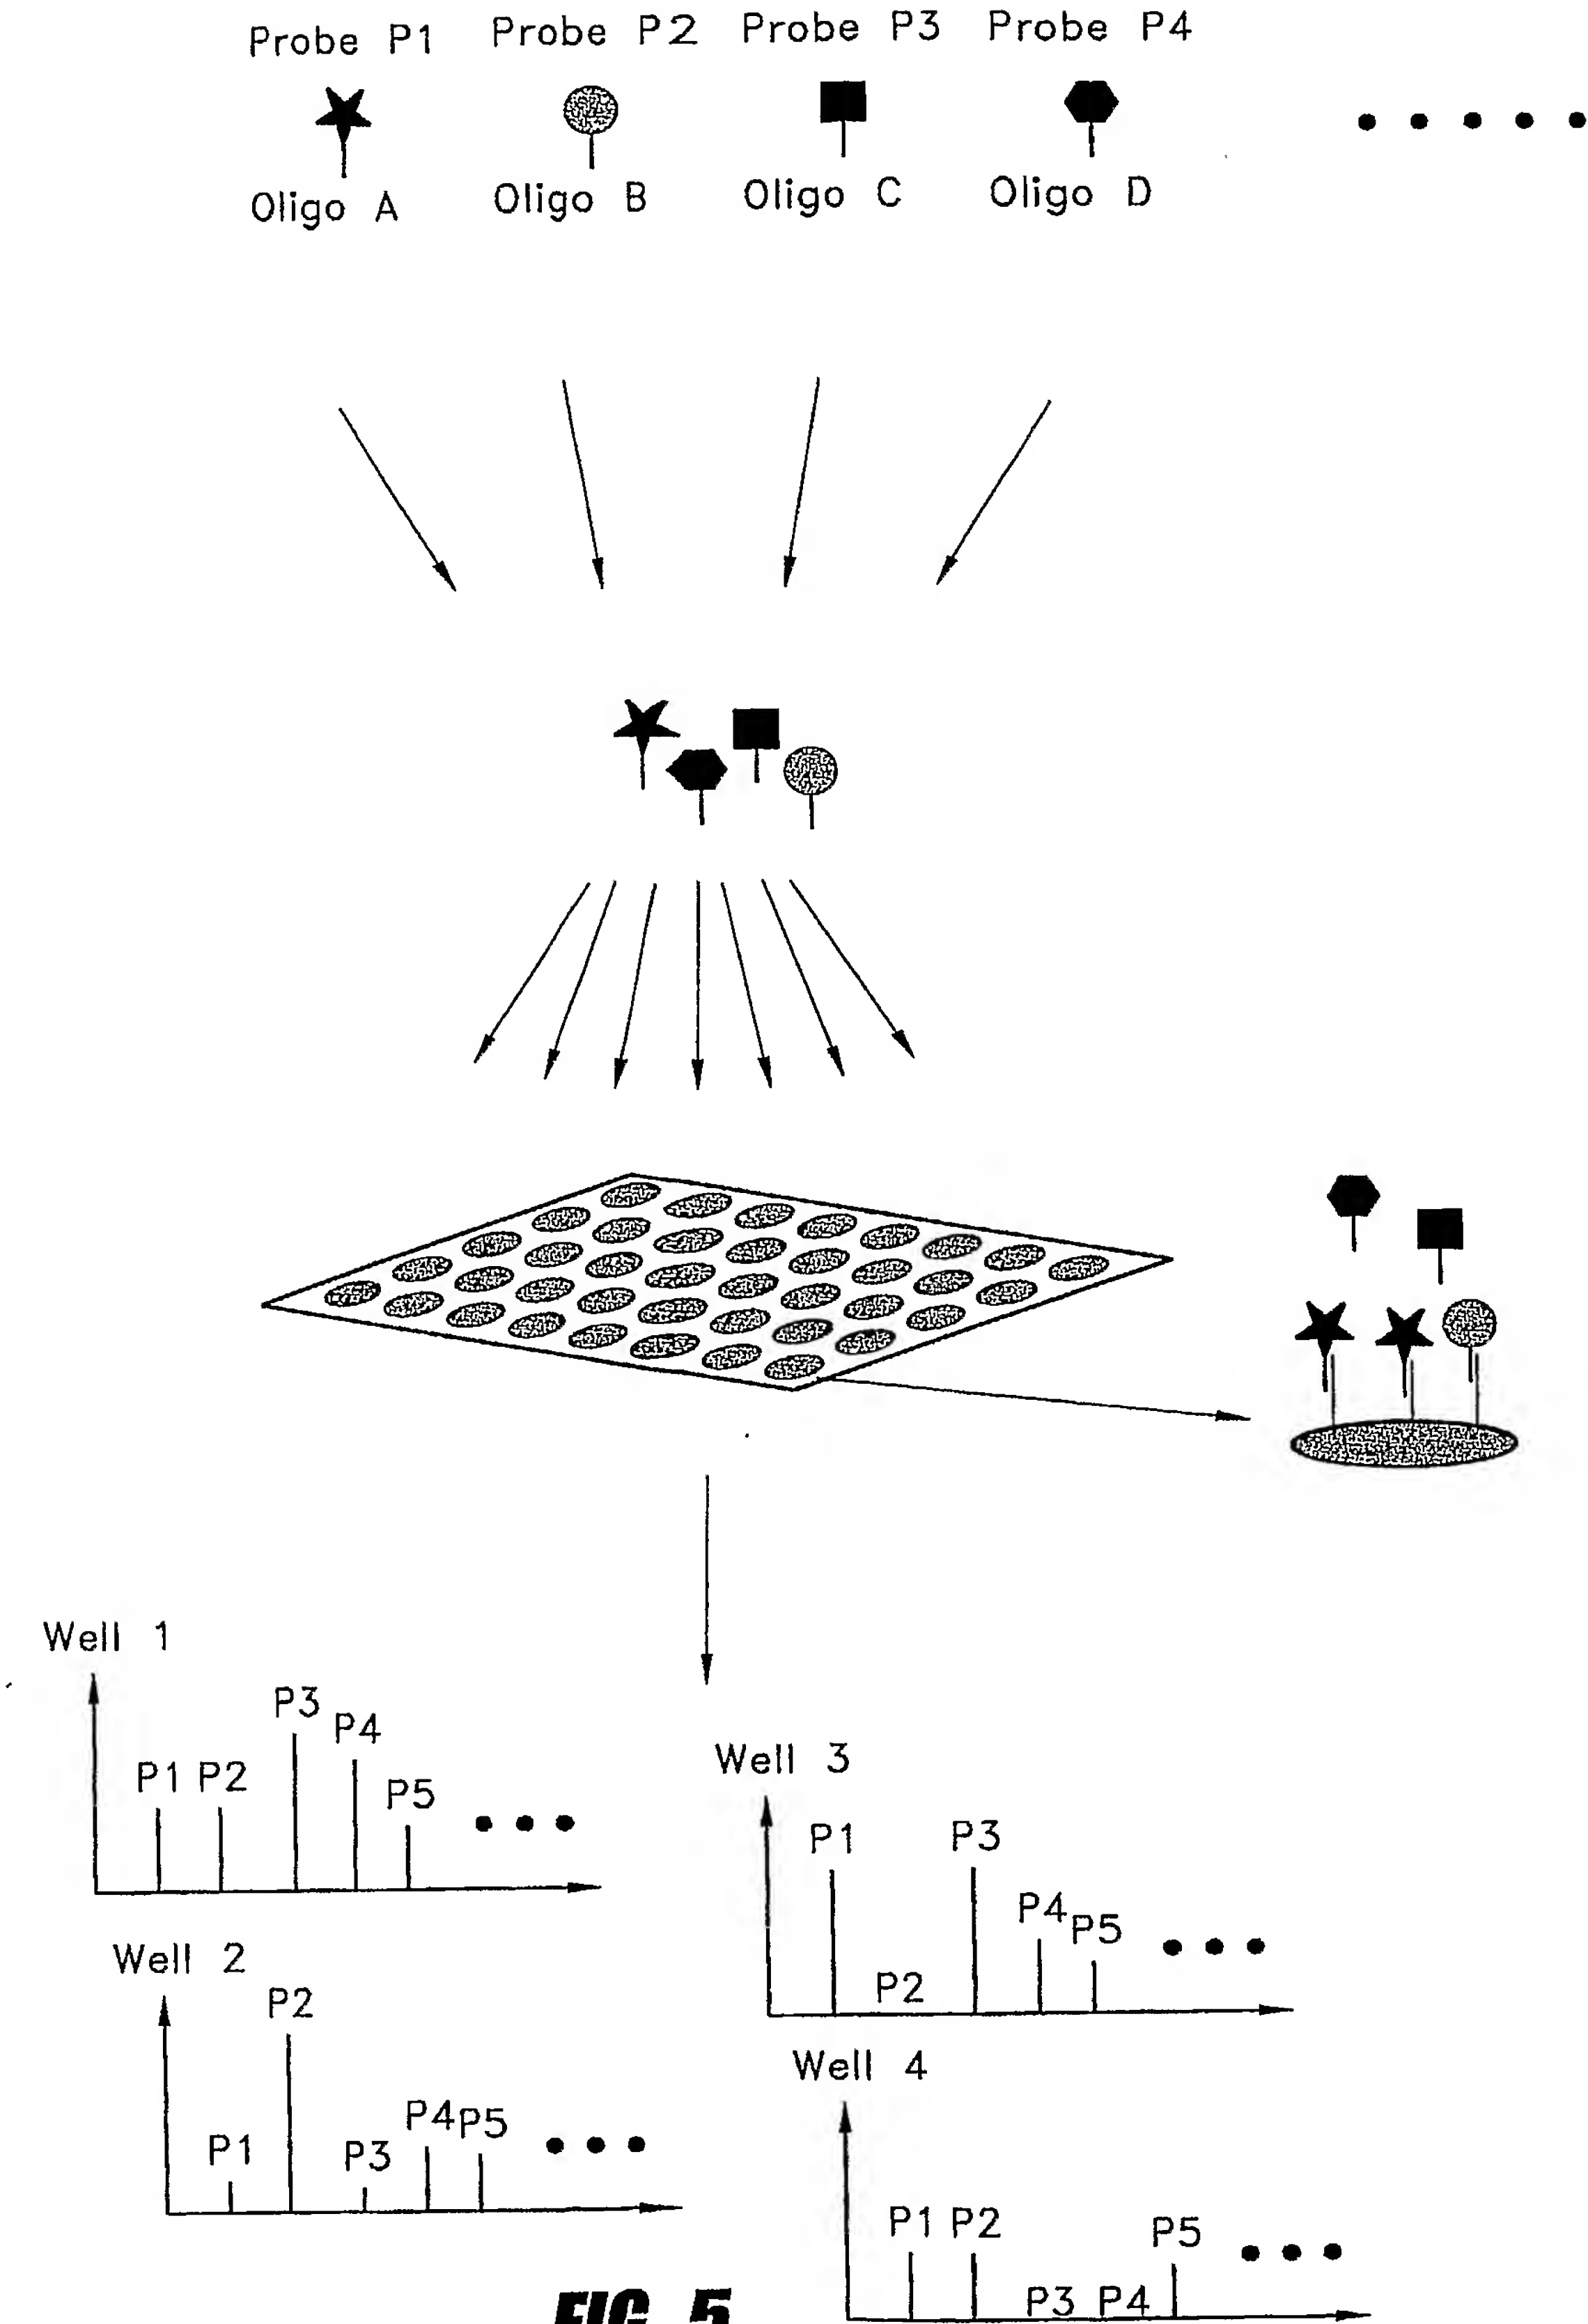 Probe P1 Probe P2 Probe P3 Probe P4
Oligo A Oligo B Oligo C Oligo D
Well 1
P1 P2 P3 P4 P5
Well 2
P1 P2 P3 P4 P5
Well 3
P1 P2 P3 P4 P5
Well 4
P1 P2 P3 P4 P5
FIG. 5